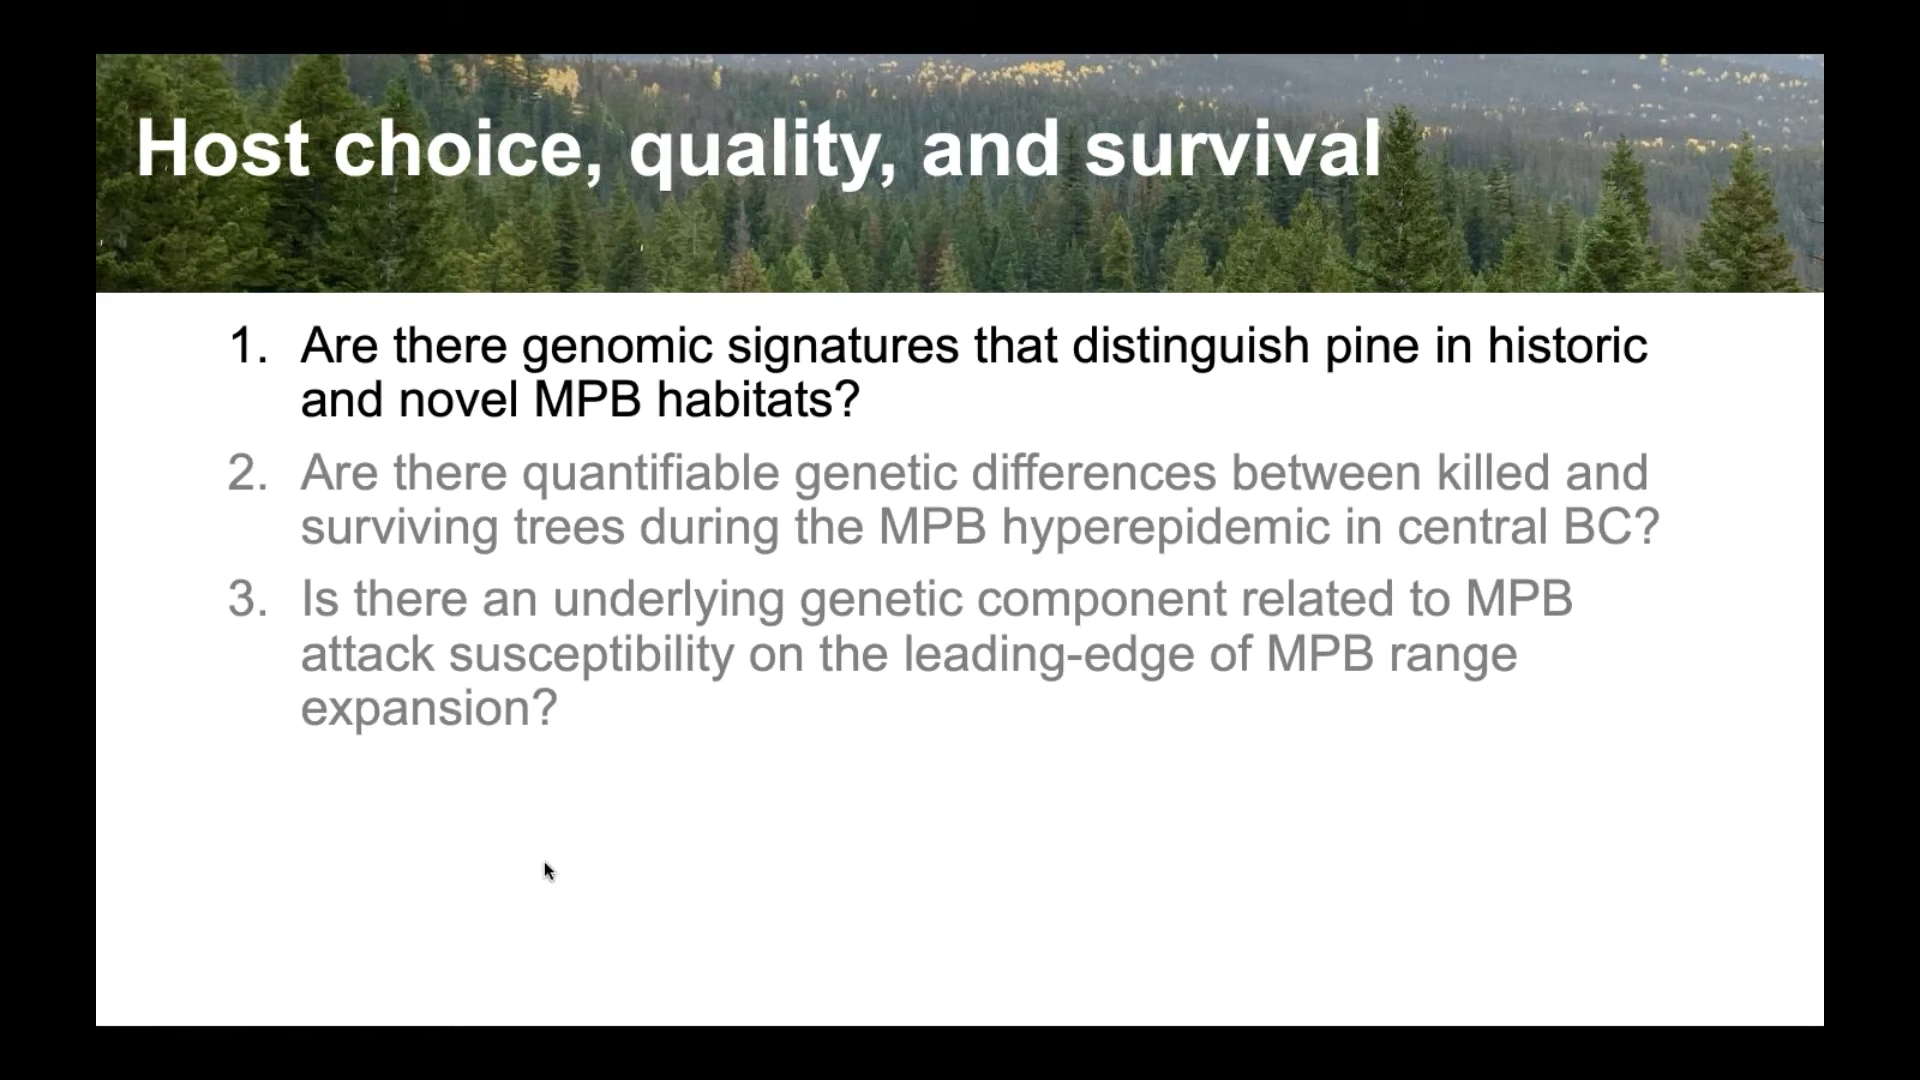 Host choice, quality, and survival
1. Are there genomic signatures that distinguish pine in historic
and novel MPB habitats?
2. Are there quantifiable genetic differences between killed and
surviving trees during the MPB hyperepidemic in central BC?
3. Is there an underlying genetic component related to MPB
attack susceptibility on the leading-edge of MPB range
expansion?